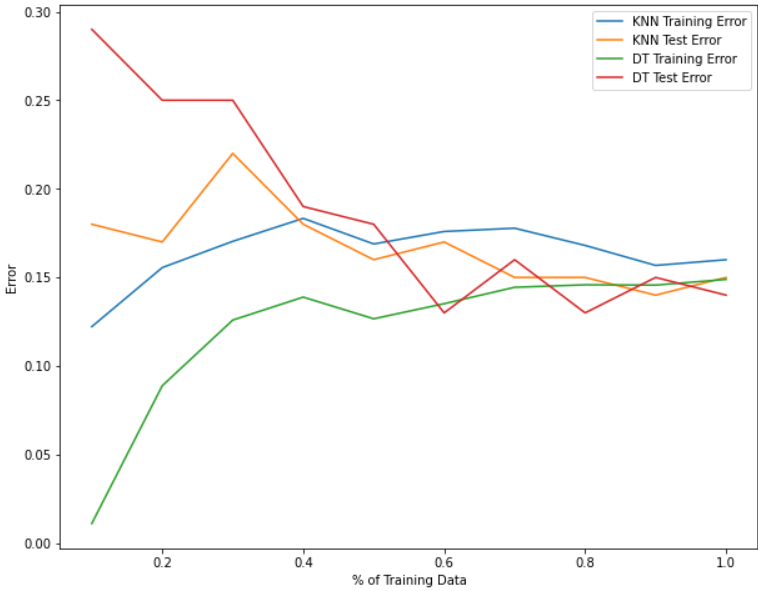 0.30
0.25
0.20
0.15
0.10
0.05
0.00
Error
0.2 0.4 0.6 0.8 1.0
% of Training Data
KNN Training Error
KNN Test Error
DT Training Error
DT Test Error